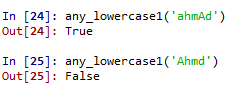 In [24]: any_lowercase1('ahmAd')
Out[24]: True
In [25]: any_lowercase1('Ahmd')
Out[25]: False